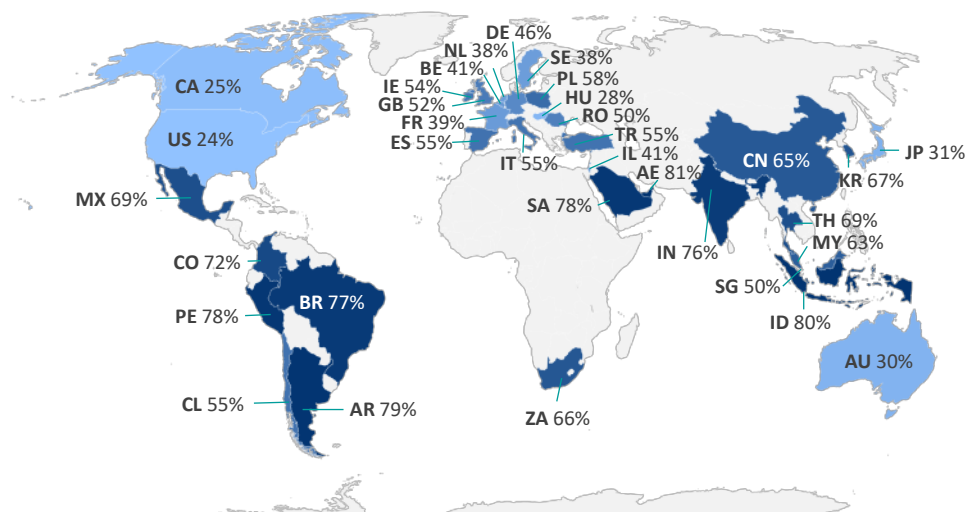 DE 46%
NL 38%
SE 38%
BE 41%
PL 58%
IE 54%
HU 28%
GB 52%
RO 50%
FR 39%
TR 55%
ES 55%
IT 55%
IL 41%
AE 81%
CA 25%
US 24%
MX 69%
SA 78%
CN 65%
JP 31%
KR 67%
IN 76%
TH 69%
MY 63%
SG 50%
ID 80%
CO 72%
BR 77%
PE 78%
AU 30%
CL 55%
AR 79%
ZA 66%